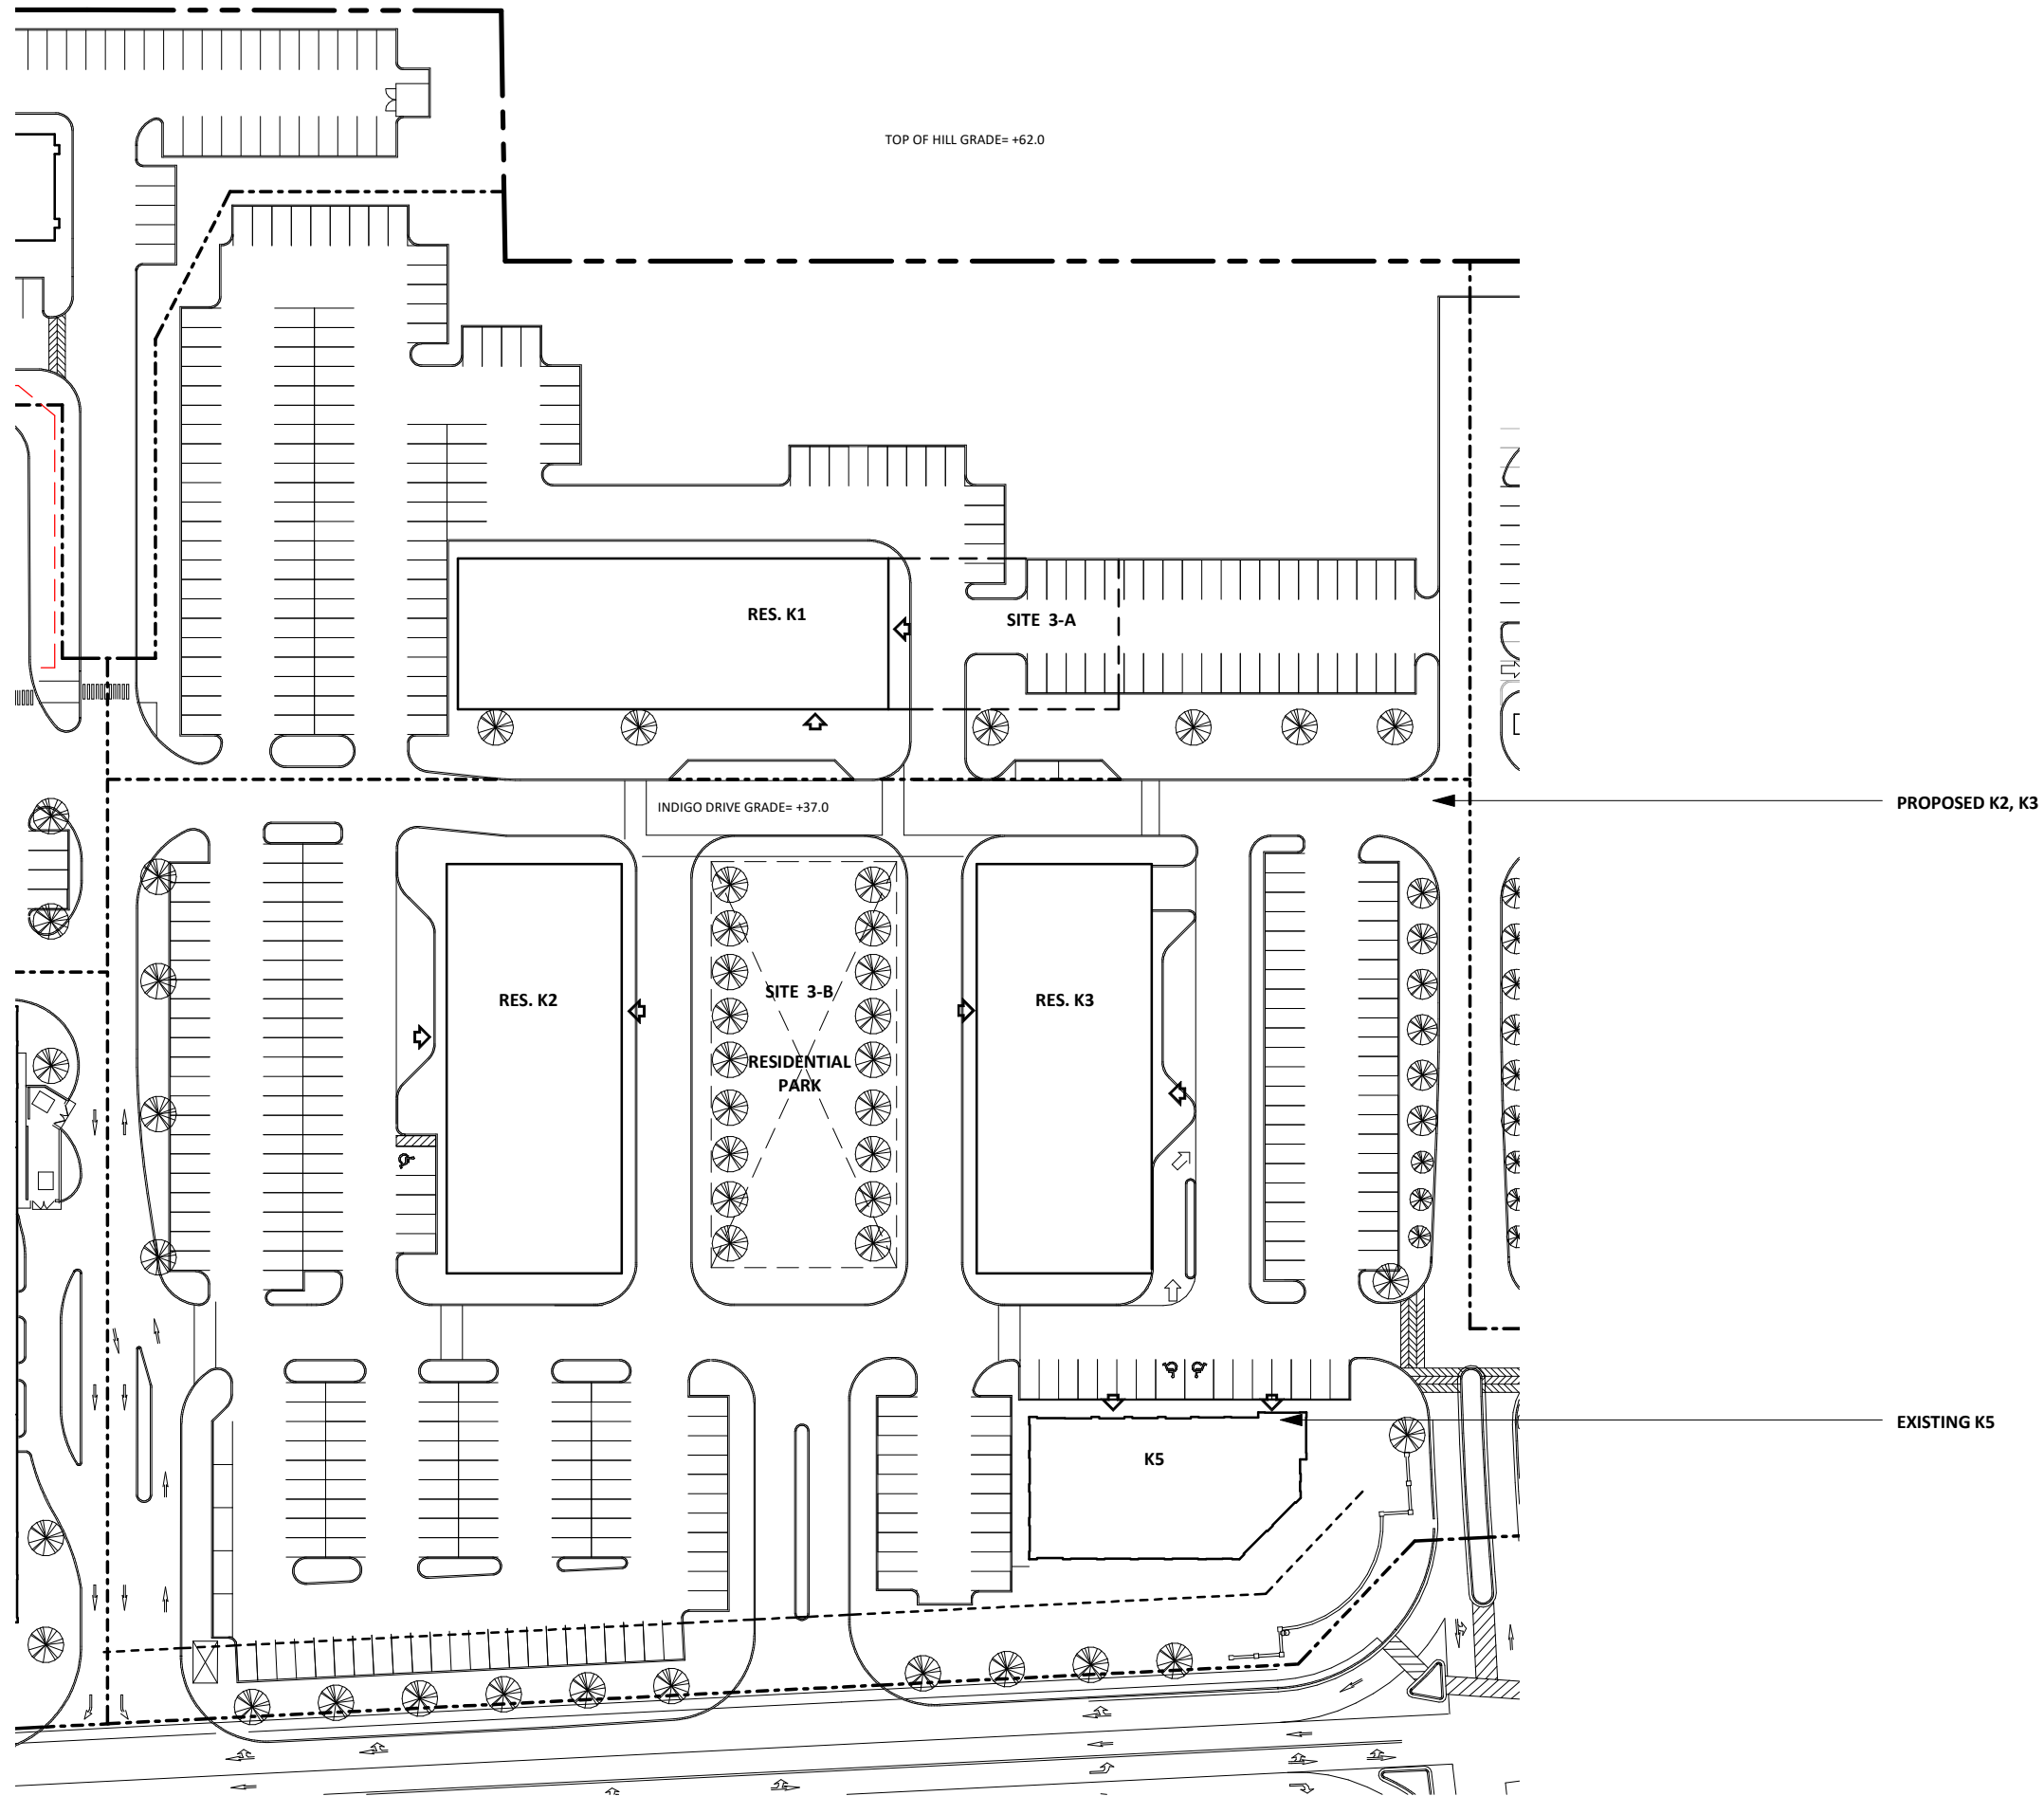 TOP OF HILL GRADE= +62.0
RES. K1
SITE 3-A
INDIGO DRIVE GRADE= +37.0
PROPOSED K2, K3
RES. K2
SITE 3-B
RES. K3
RESIDENTIAL
PARK
EXISTING K5
K5